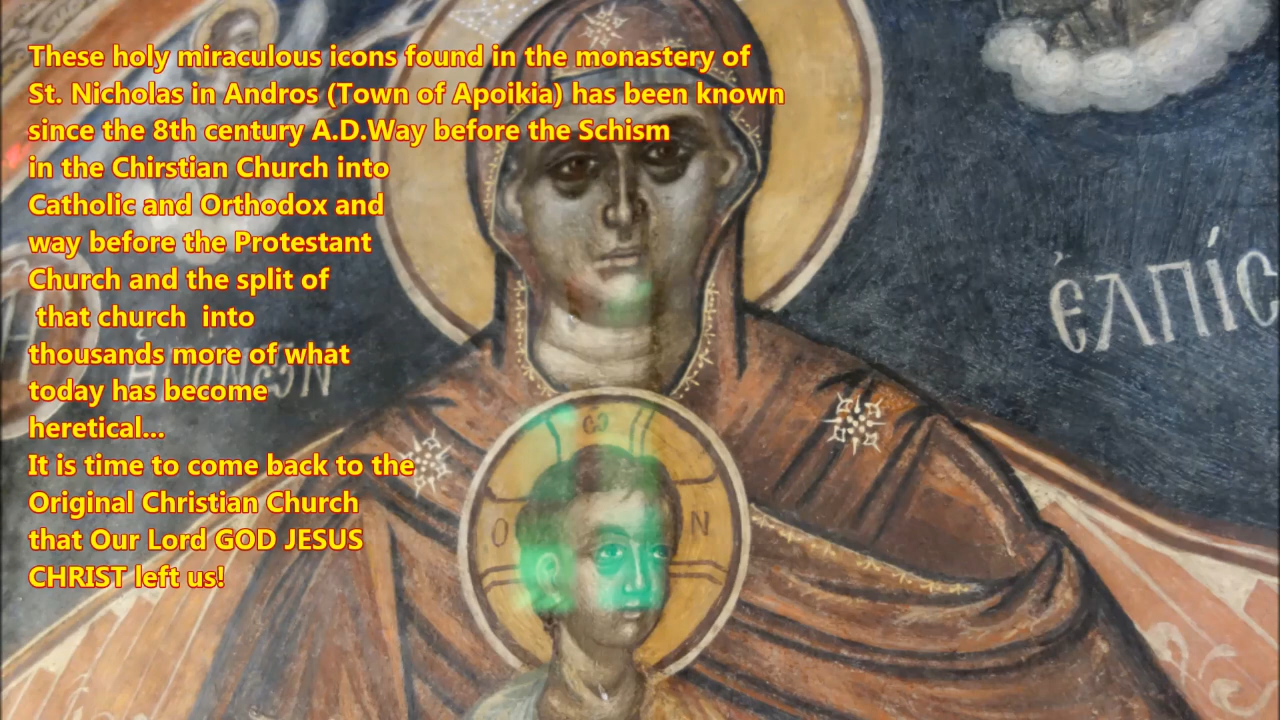 These holy miraculous icons found in the monastery of
St. Nicholas in Andros (Town of Apoikia) has been known
since the 8th century A.D.Way before the Schism
in the Chirstian Church into
Catholic and Orthodox and
way before the Protestant
Church and the split of
that church into
thousands more of what
today has become
heretical...
It is time to come back to the
Original Christian Church
that Our Lord GOD JESUS
CHRIST left us!
ἐλπίς
Ο ω Ν